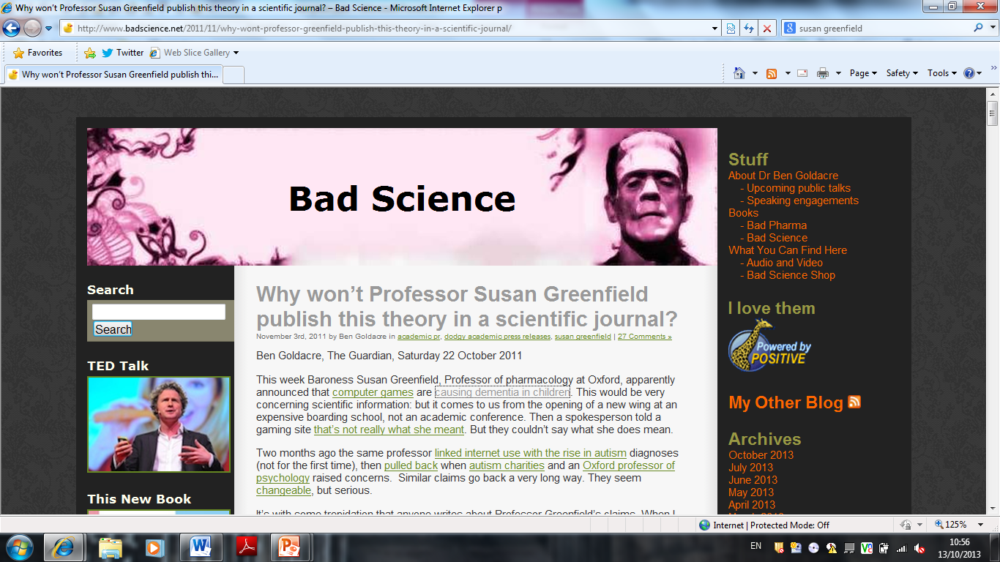 Why won't Professor Susan Greenfield publish this theory in a scientific journal? – Bad Science - Microsoft Internet Explorer p
http://www.badscience.net/2011/11/why-wont-professor-greenfield-publish-this-theory-in-a-scientific-journal/
susan greenfield
Favorites
Twitter
Web Slice Gallery
Why won't Professor Susan Greenfield publish thi...
Page
Safety
Tools
Bad Science
Search
Search
TED Talk
This New Book
Why won't Professor Susan Greenfield
publish this theory in a scientific journal?
November 3rd, 2011 by Ben Goldacre in academic pr, dodgy academic press releases, susan greenfield | 27 Comments »
Ben Goldacre, The Guardian, Saturday 22 October 2011
This week Baroness Susan Greenfield, Professor of pharmacology at Oxford, apparently
announced that computer games are causing dementia in children. This would be very
concerning scientific information: but it comes to us from the opening of a new wing at an
expensive boarding school, not an academic conference. Then a spokesperson told a
gaming site that's not really what she meant. But they couldn't say what she does mean.
Two months ago the same professor linked internet use with the rise in autism diagnoses
(not for the first time), then pulled back when autism charities and an Oxford professor of
psychology raised concerns.  Similar claims go back a very long way. They seem
changeable, but serious.
It's with some trepidation that anyone writes about Professor Greenfield's claims. When I
Stuff
About Dr Ben Goldacre
- Upcoming public talks
- Speaking engagements
Books
- Bad Pharma
- Bad Science
What You Can Find Here
- Audio and Video
- Bad Science Shop
I love them
Powered by
POSITIVE
My Other Blog
Archives
October 2013
July 2013
June 2013
May 2013
April 2013
Internet | Protected Mode: Off
125%
EN
10:56
13/10/2013